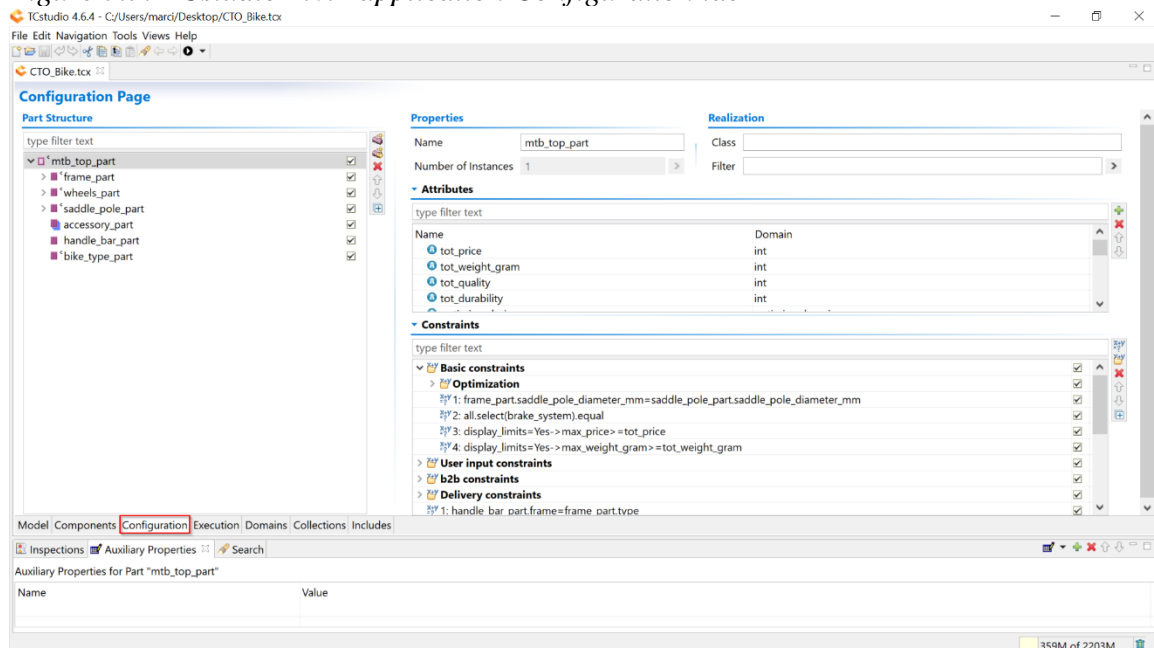 TCstudio 4.6.4 - C:/Users/marci/Desktop/CTO_Bike.tcx
File Edit Navigation Tools Views Help
CTO_Bike.tcx
Configuration Page
Part Structure
type filter text
mtb_top_part
frame_part
wheels_part
saddle_pole_part
accessory_part
handle_bar_part
bike_type_part
Properties
Name mtb_top_part
Number of Instances 1
Realization
Class
Filter
Attributes
type filter text
Name Domain
tot_price int
tot_weight_gram int
tot_quality int
tot_durability int
Constraints
type filter text
Basic constraints
Optimization
1: frame_part.saddle_pole_diameter_mm=saddle_pole_part.saddle_pole_diameter_mm
2: all.select(brake_system).equal
3: display_limits=Yes->max_price>=tot_price
4: display_limits=Yes->max_weight_gram>=tot_weight_gram
User input constraints
b2b constraints
Delivery constraints
1: handle_bar_part.frame=frame_part.type
Model Components Configuration Execution Domains Collections Includes
Inspections Auxiliary Properties Search
Auxiliary Properties for Part "mtb_top_part"
Name Value
359M of 2203M